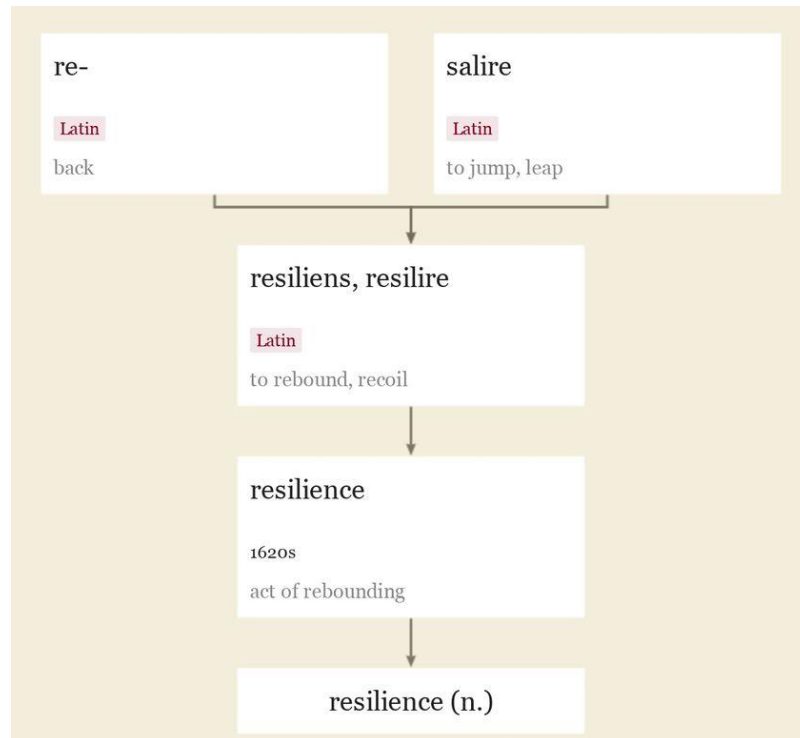 re-
Latin
back
salire
Latin
to jump, leap
resiliens, resilire
Latin
to rebound, recoil
resilience
1620s
act of rebounding
resilience (n.)